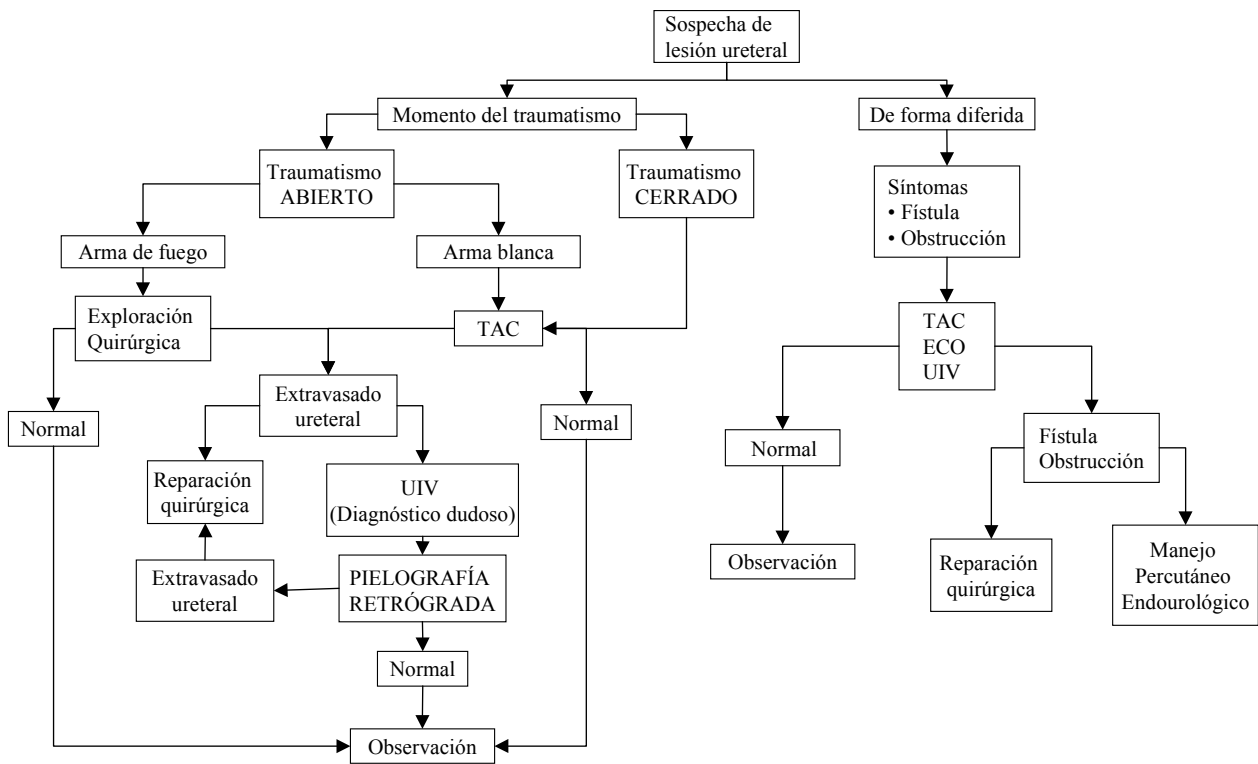 Sospecha de
lesión ureteral
Momento del traumatismo
De forma diferida
Traumatismo
ABIERTO
Traumatismo
CERRADO
Síntomas
• Fístula
• Obstrucción
Arma de fuego
Arma blanca
Exploración
Quirúrgica
TAC
TAC
ECO
UIV
Extravasado
ureteral
Normal
Normal
Normal
Fístula
Obstrucción
Reparación
quirúrgica
UIV
(Diagnóstico dudoso)
Observación
Reparación
quirúrgica
Manejo
Percutáneo
Endourológico
Extravasado
ureteral
PIELOGRAFÍA
RETRÓGRADA
Normal
Observación